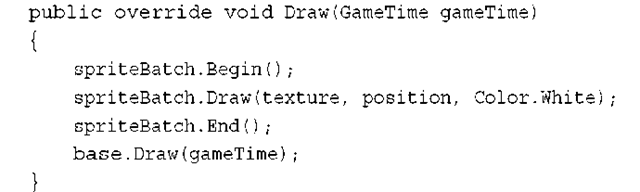 public override void Draw(GameTime gameTime)
{
spriteBatch.Begin();
spriteBatch.Draw(texture, position, Color.White);
spriteBatch.End();
base.Draw(gameTime);
}